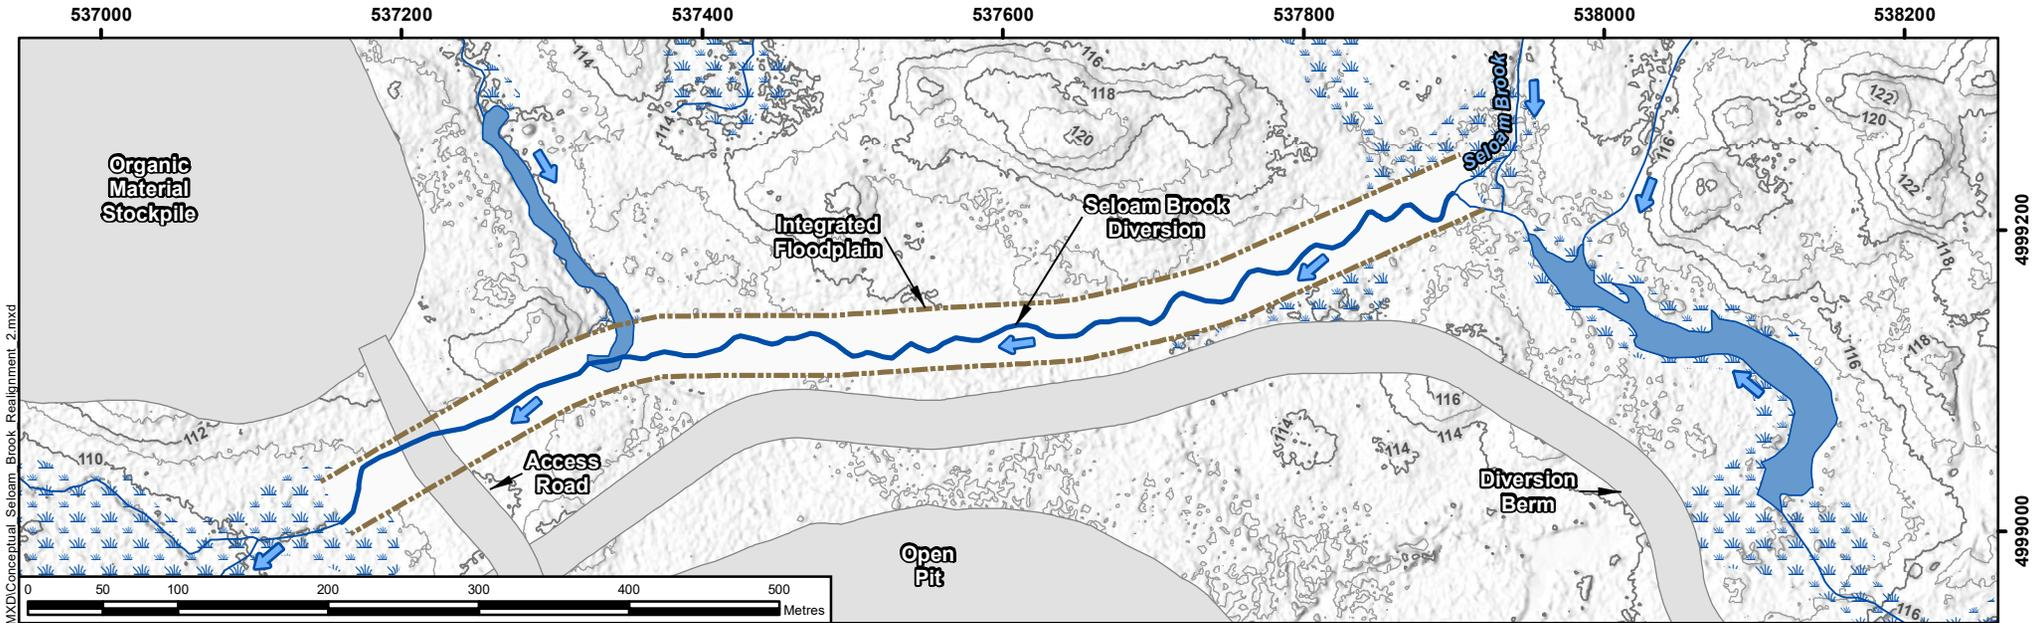 537000
537200
537400
537600
537800
538000
538200
Seloam Brook
114
116
118
120
114
122
120
116
122
118
Organic
Material
Stockpile
Integrated
Floodplain
Seloam Brook
Diversion
4999200
118
116
116
114
114
114
112
110
Access
Road
Diversion
Berm
4999000
Open
Pit
116
0 50 100 200 300 400 500
Metres
MXD\Conceptual_Seloam_Brook_Realignment_2.mxd